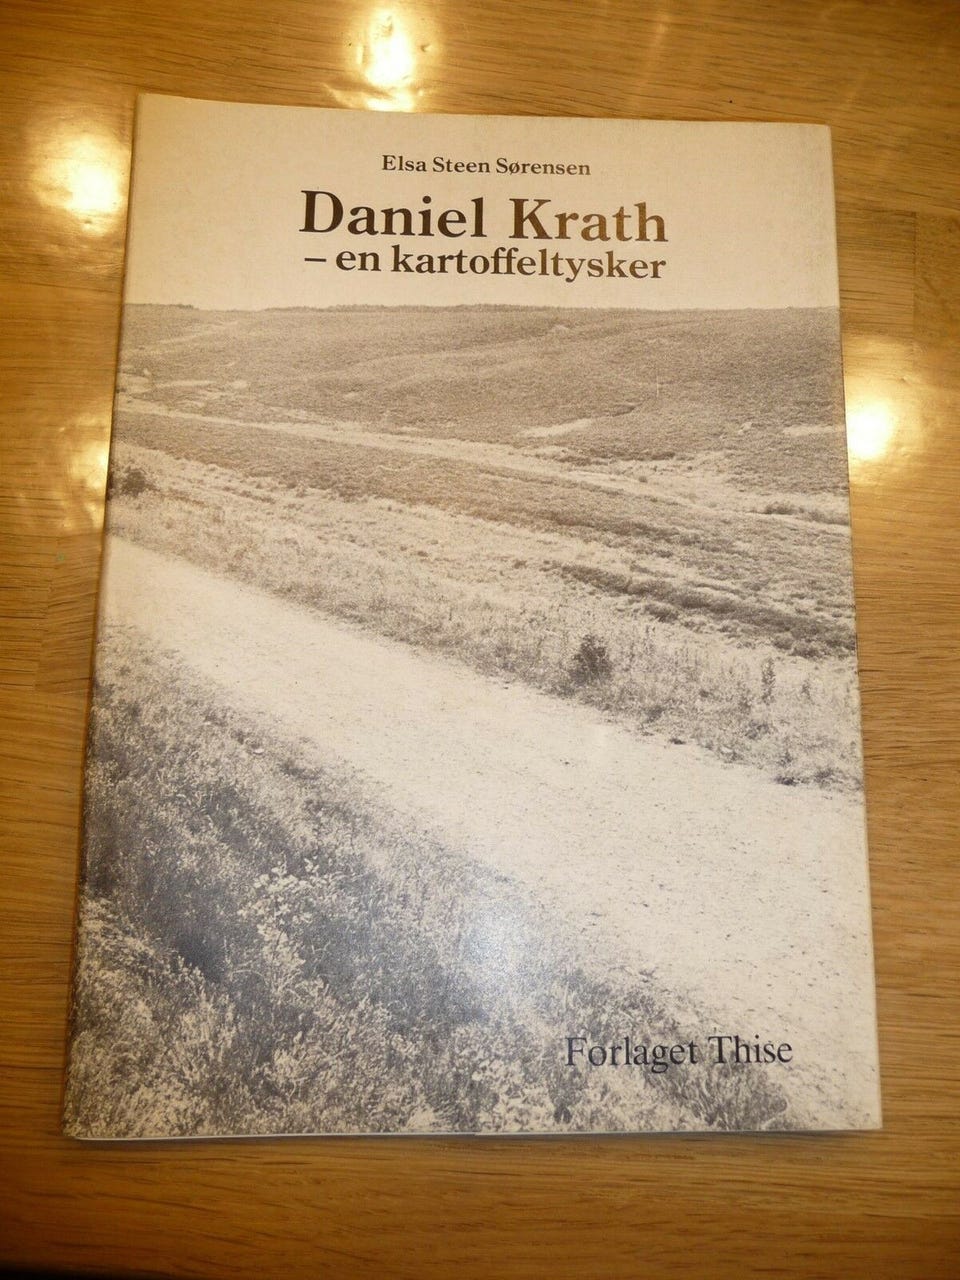 Elsa Steen Sørensen
Daniel Krath
– en kartoffeltysker
Forlaget Thise